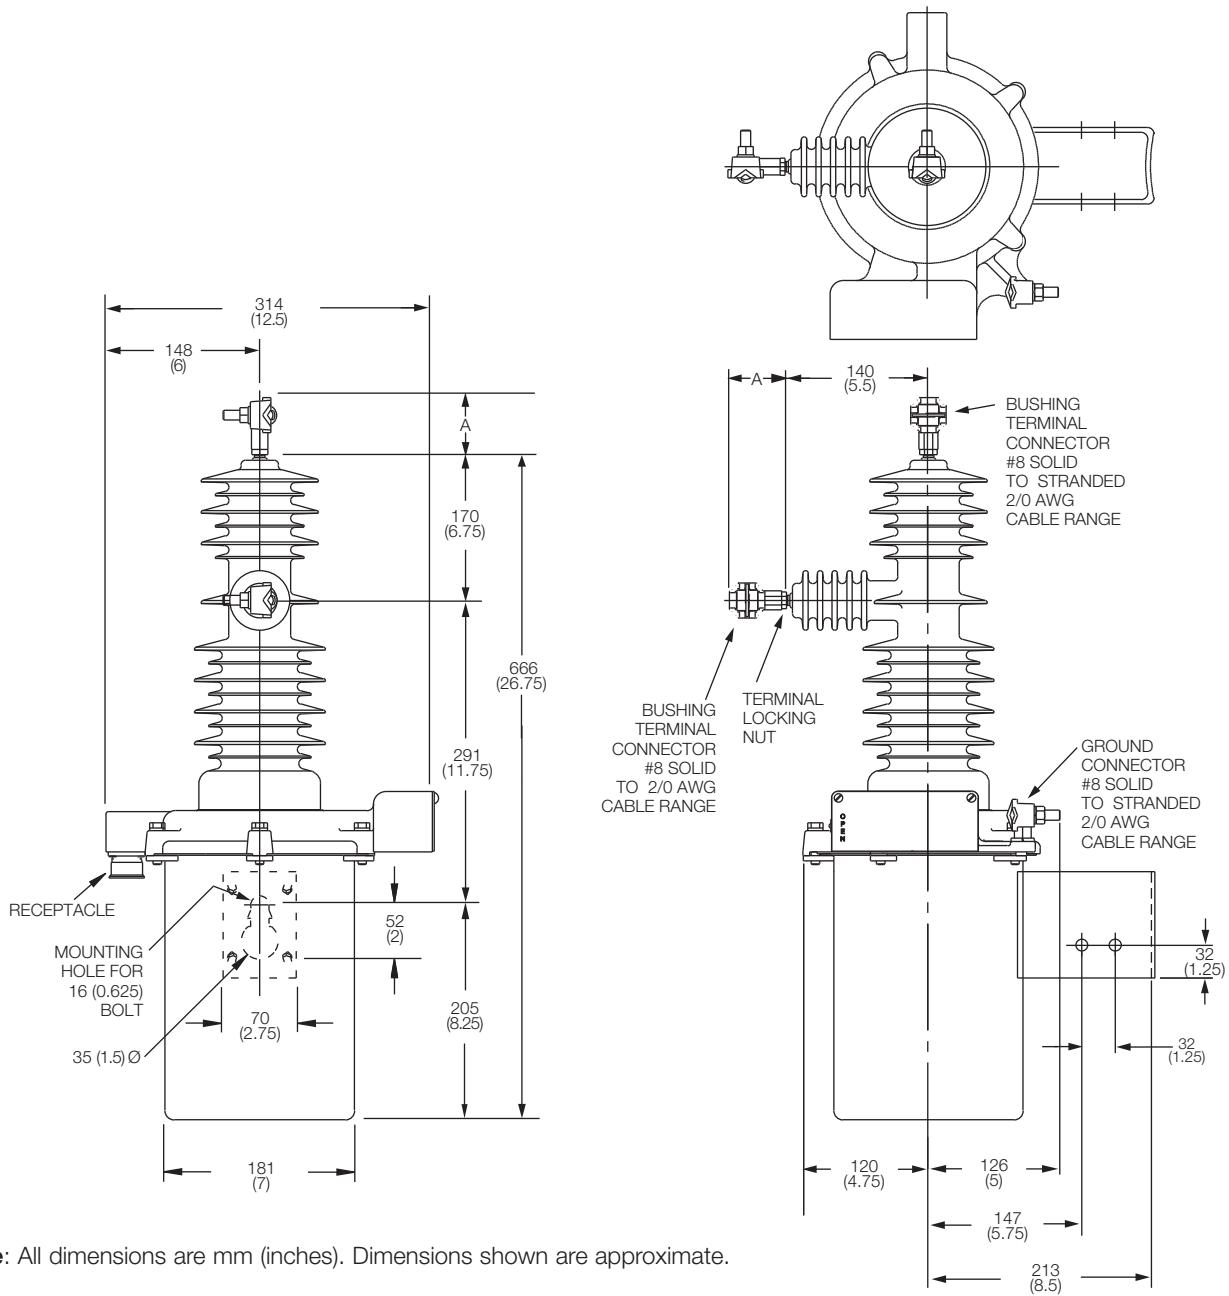 314
(12.5)
148
(6)
A
170
(6.75)
666
(26.75)
291
(11.75)
RECEPTACLE
MOUNTING
HOLE FOR
16 (0.625)
BOLT
35 (1.5) Ø
52
(2)
70
(2.75)
205
(8.25)
181
(7)
A
140
(5.5)
BUSHING
TERMINAL
CONNECTOR
#8 SOLID
TO STRANDED
2/0 AWG
CABLE RANGE
BUSHING
TERMINAL
CONNECTOR
#8 SOLID
TO 2/0 AWG
CABLE RANGE
TERMINAL
LOCKING
NUT
GROUND
CONNECTOR
#8 SOLID
TO STRANDED
2/0 AWG
CABLE RANGE
OPEN
32
(1.25)
32
(1.25)
120
(4.75)
126
(5)
147
(5.75)
213
(8.5)
e: All dimensions are mm (inches). Dimensions shown are approximate.